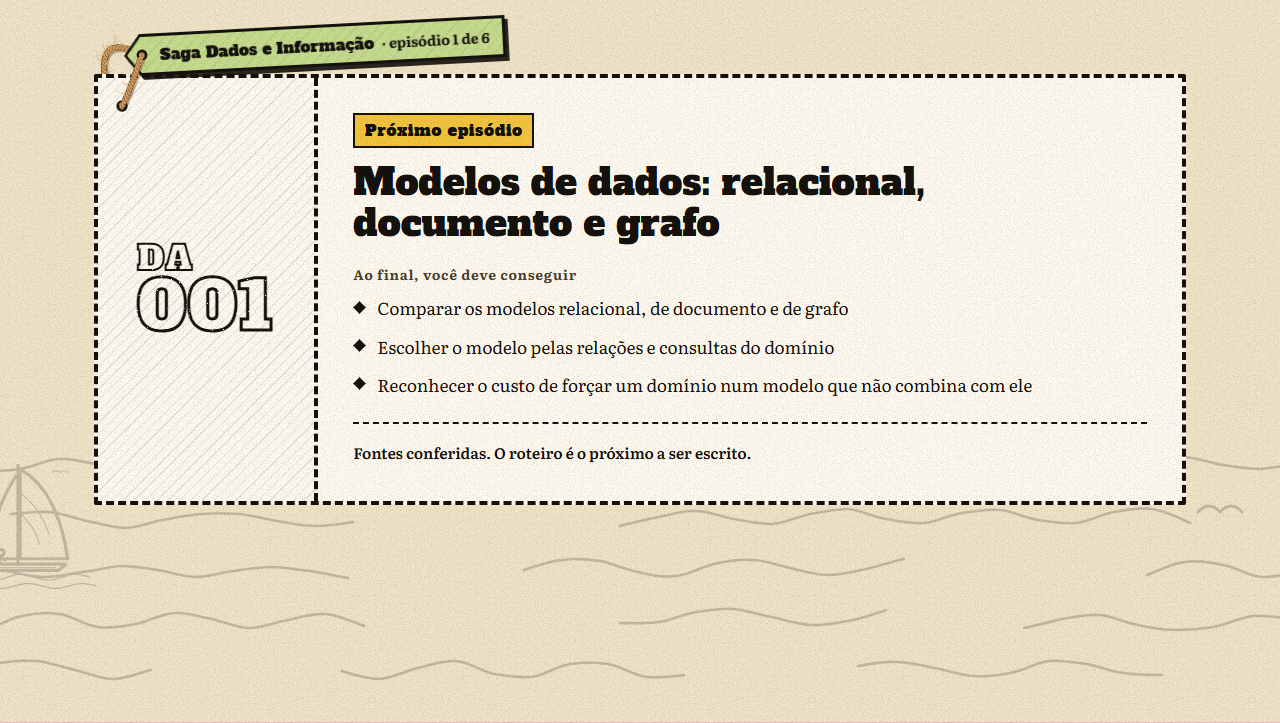 Saga Dados e Informação · episódio 1 de 6
DA
001
Próximo episódio
Modelos de dados: relacional,
documento e grafo
Ao final, você deve conseguir
Comparar os modelos relacional, de documento e de grafo
Escolher o modelo pelas relações e consultas do domínio
Reconhecer o custo de forçar um domínio num modelo que não combina com ele
Fontes conferidas. O roteiro é o próximo a ser escrito.